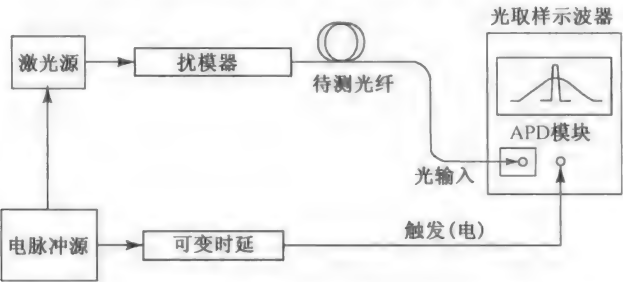 光取样示波器
激光源
扰模器
待测光纤
APD模块
光输入
电脉冲源
可变时延
触发(电)